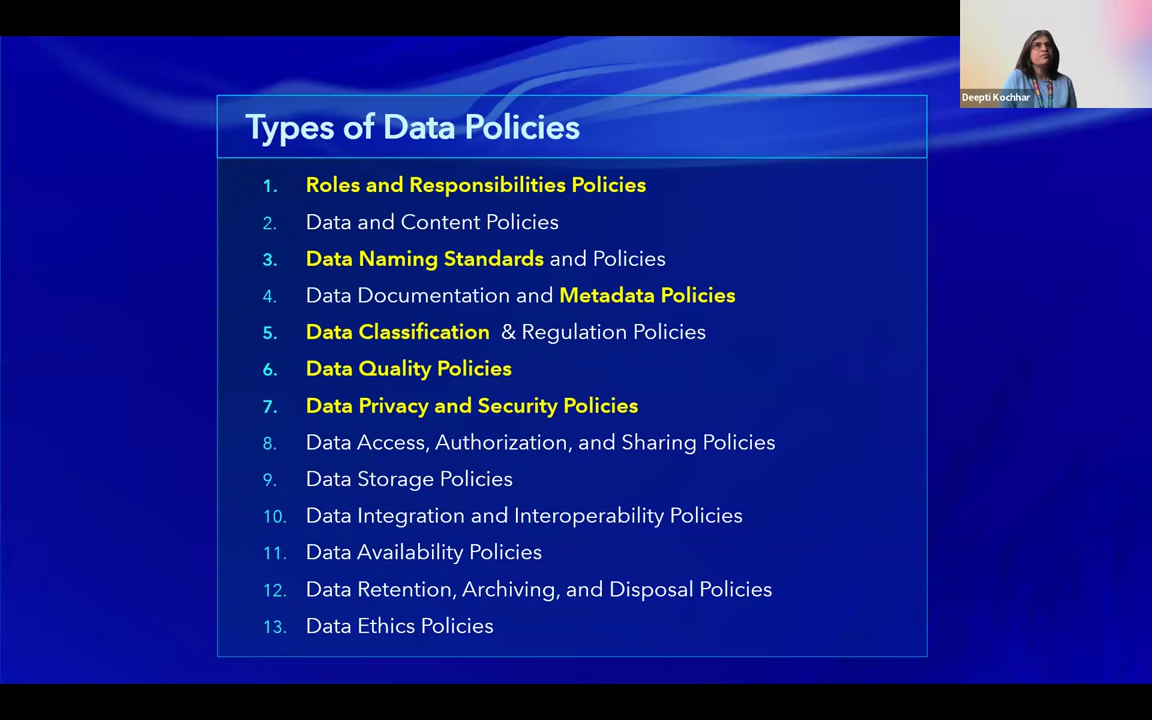 Deepti Kochhar
Types of Data Policies
1. Roles and Responsibilities Policies
2. Data and Content Policies
3. Data Naming Standards and Policies
4. Data Documentation and Metadata Policies
5. Data Classification & Regulation Policies
6. Data Quality Policies
7. Data Privacy and Security Policies
8. Data Access, Authorization, and Sharing Policies
9. Data Storage Policies
10. Data Integration and Interoperability Policies
11. Data Availability Policies
12. Data Retention, Archiving, and Disposal Policies
13. Data Ethics Policies